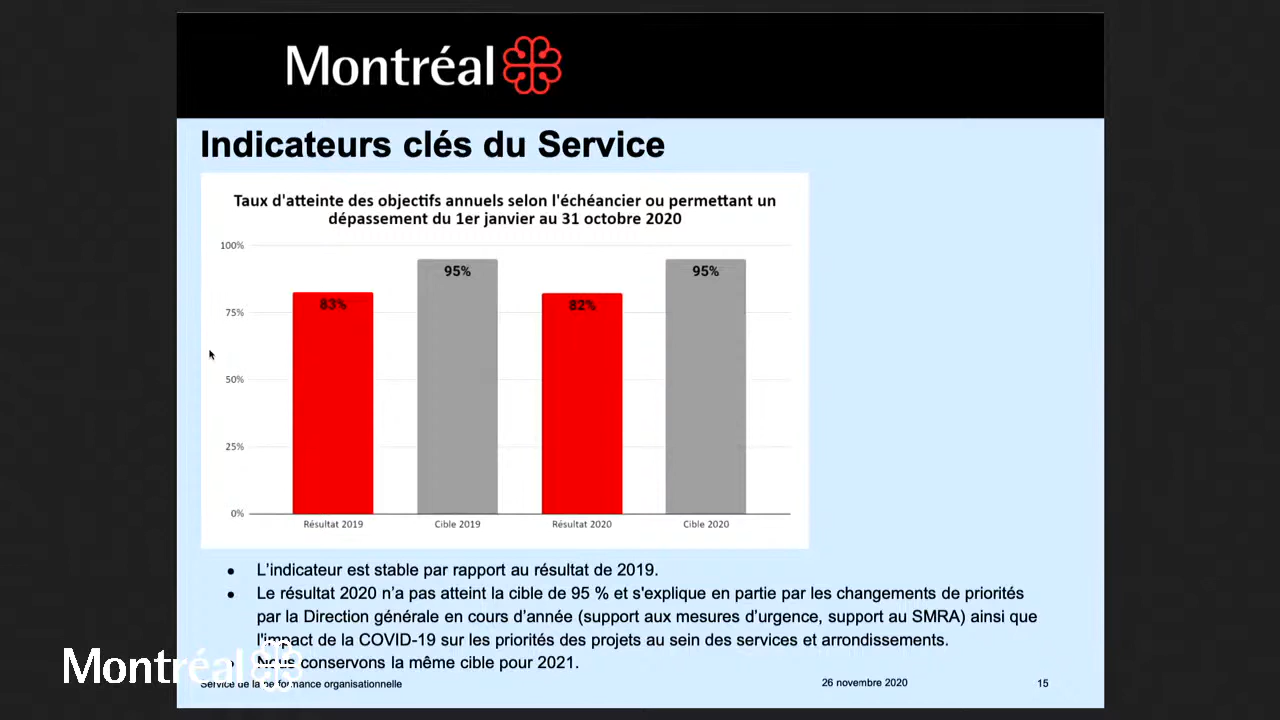 Montréal
Indicateurs clés du Service
Taux d'atteinte des objectifs annuels selon l'échéancier ou permettant un
dépassement du 1er janvier au 31 octobre 2020
100%
75%
50%
25%
0%
83%
95%
82%
95%
Résultat 2019
Cible 2019
Résultat 2020
Cible 2020
• L'indicateur est stable par rapport au résultat de 2019.
• Le résultat 2020 n'a pas atteint la cible de 95 % et s'explique en partie par les changements de priorités
par la Direction générale en cours d'année (support aux mesures d'urgence, support au SMRA) ainsi que
l'impact de la COVID-19 sur les priorités des projets au sein des services et arrondissements.
• Nous conservons la même cible pour 2021.
Montréal
Service de la performance organisationnelle
26 novembre 2020
15